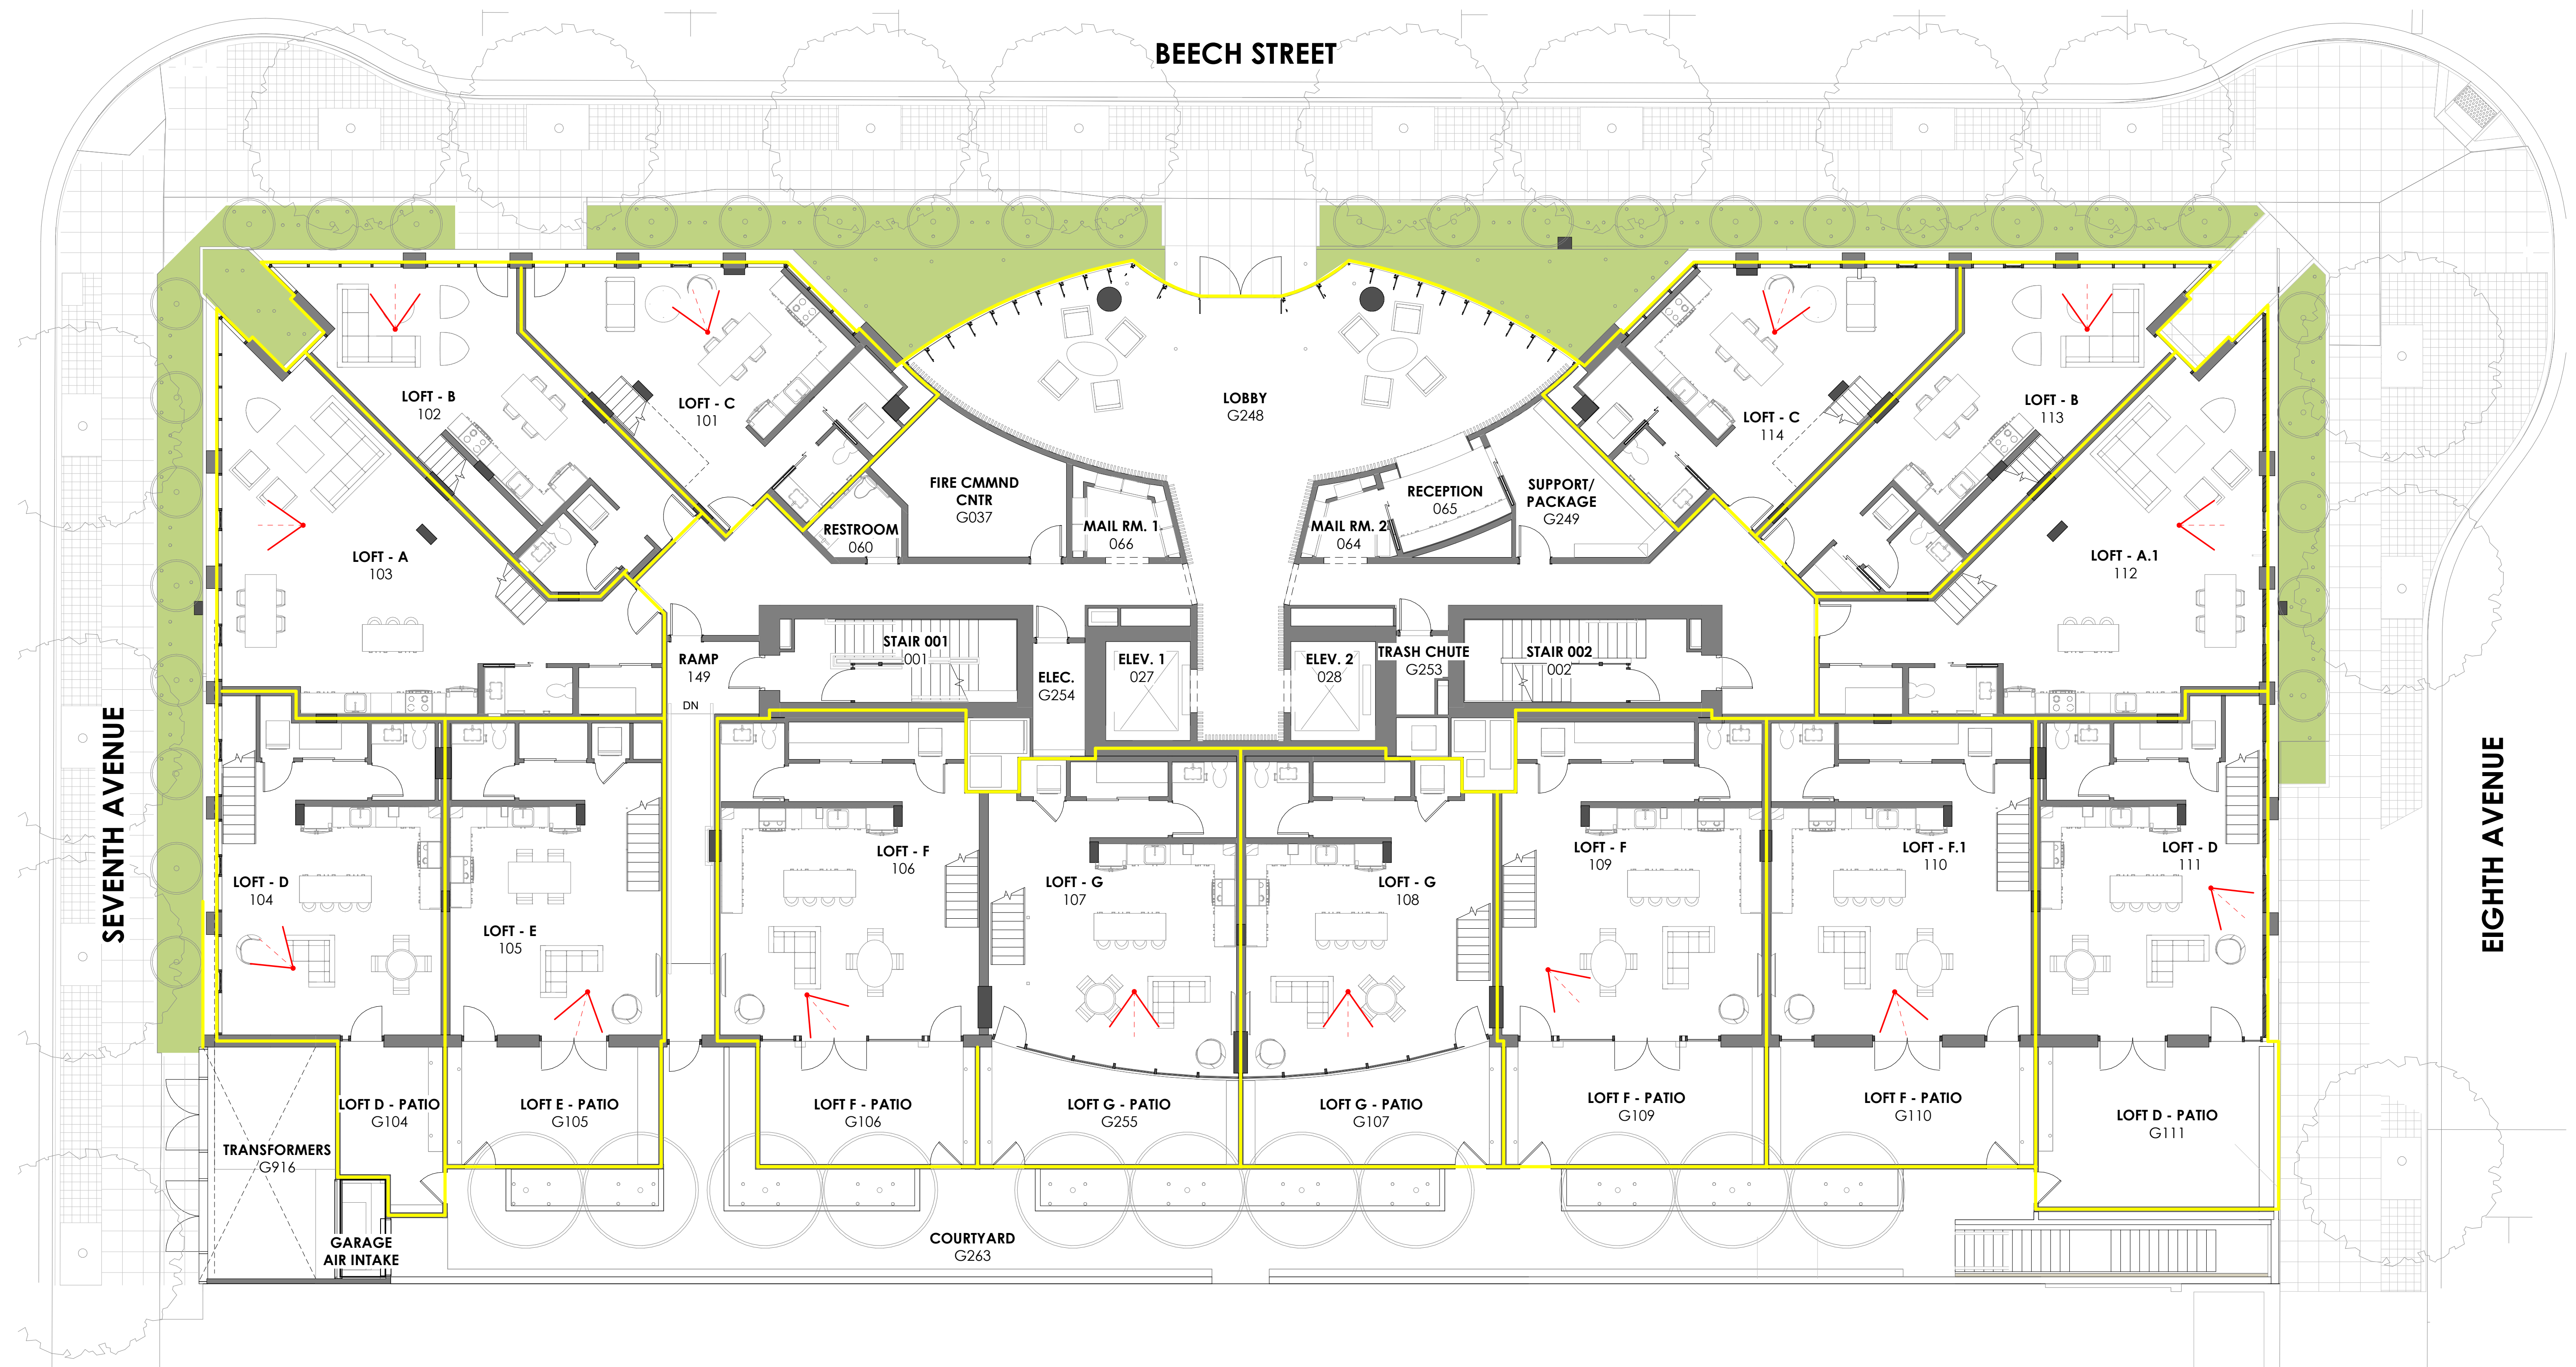 BEECH STREET
SEVENTH AVENUE
EIGHTH AVENUE
LOFT - B
102
LOFT - C
101
LOBBY
G248
LOFT - C
114
LOFT - B
113
FIRE CMMND
CNTR
G037
RESTROOM
060
MAIL RM. 1
066
MAIL RM. 2
064
RECEPTION
065
SUPPORT/
PACKAGE
G249
LOFT - A
103
LOFT - A.1
112
RAMP
149
DN
STAIR 001
001
ELEC.
G254
ELEV. 1
027
ELEV. 2
028
TRASH CHUTE
G253
STAIR 002
002
LOFT - D
104
LOFT - E
105
LOFT - F
106
LOFT - G
107
LOFT - G
108
LOFT - F
109
LOFT - F.1
110
LOFT - D
111
LOFT D - PATIO
G104
LOFT E - PATIO
G105
LOFT F - PATIO
G106
LOFT G - PATIO
G255
LOFT G - PATIO
G107
LOFT F - PATIO
G109
LOFT F - PATIO
G110
LOFT D - PATIO
G111
TRANSFORMERS
G916
GARAGE
AIR INTAKE
COURTYARD
G263